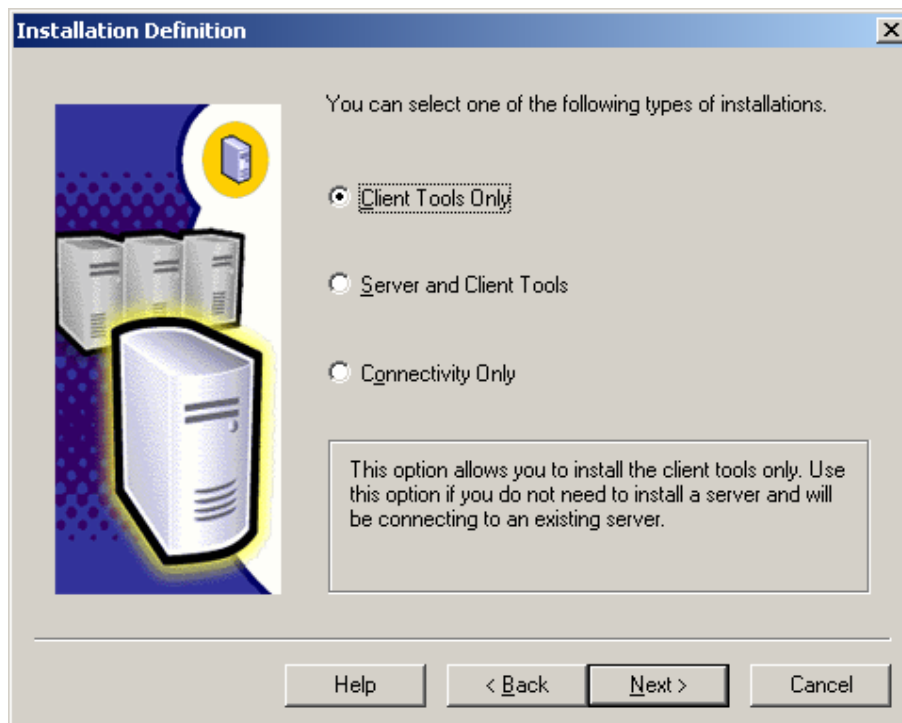 Installation Definition
You can select one of the following types of installations.
Client Tools Only
Server and Client Tools
Connectivity Only
This option allows you to install the client tools only. Use
this option if you do not need to install a server and will
be connecting to an existing server.
Help
< Back
Next >
Cancel